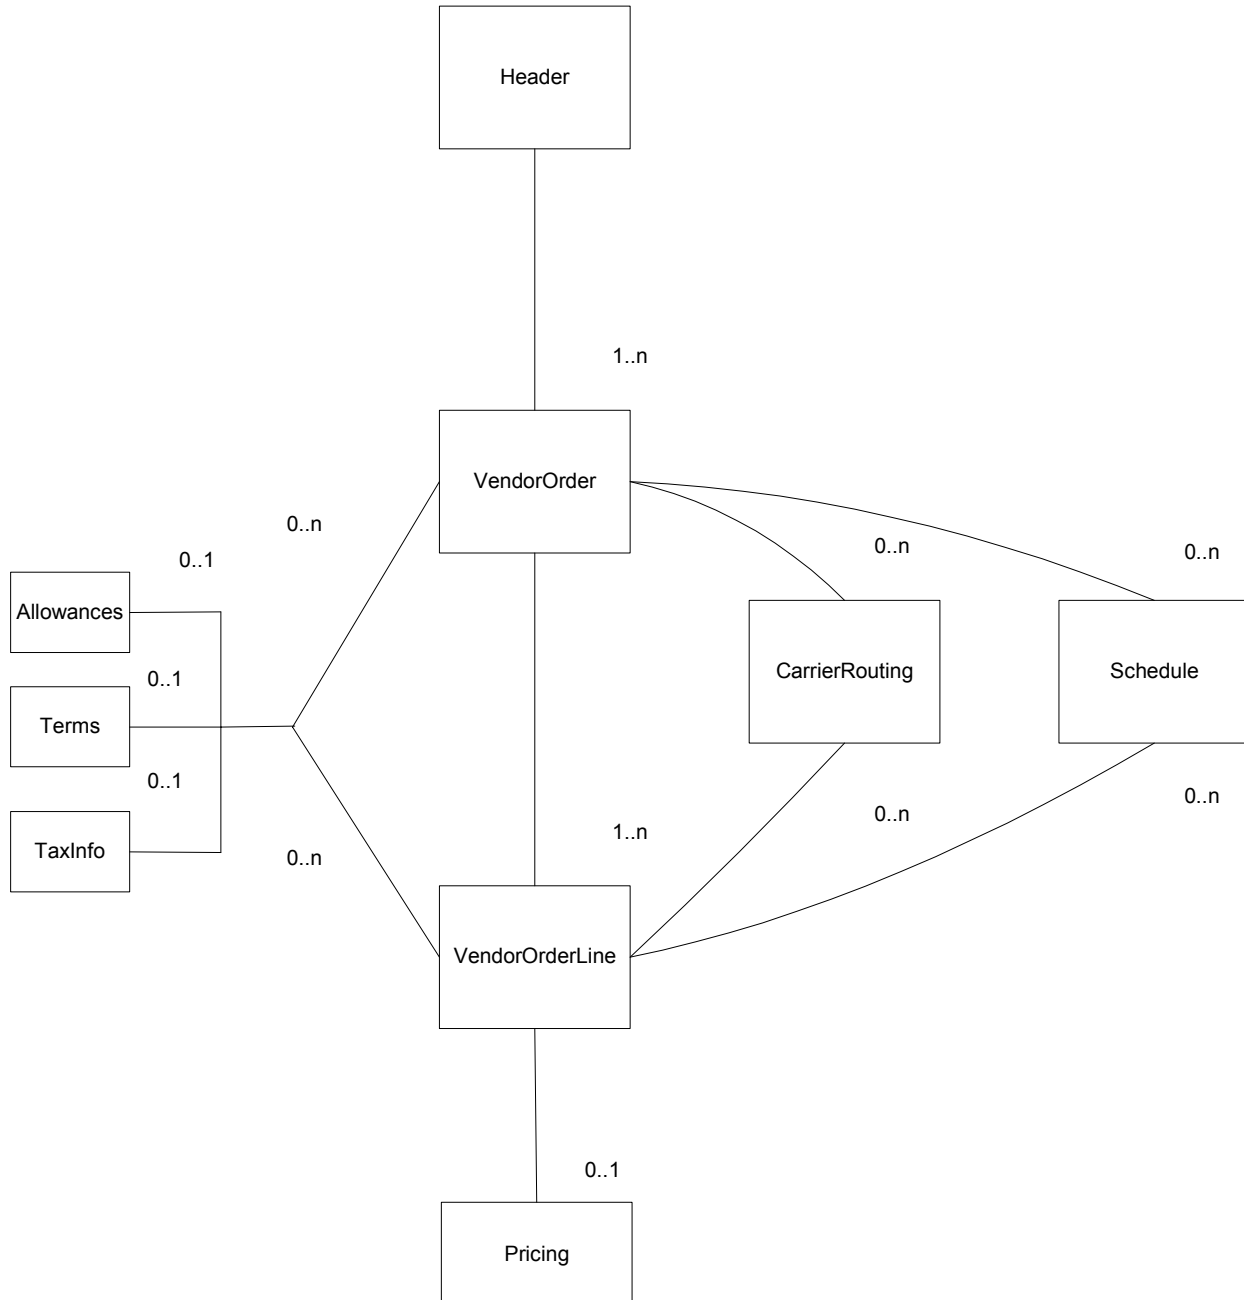 Header
1..n
VendorOrder
0..n
0..n
0..n
0..1
Allowances
CarrierRouting
Schedule
0..1
Terms
0..1
0..n
0..n
1..n
TaxInfo
0..n
VendorOrderLine
0..1
Pricing